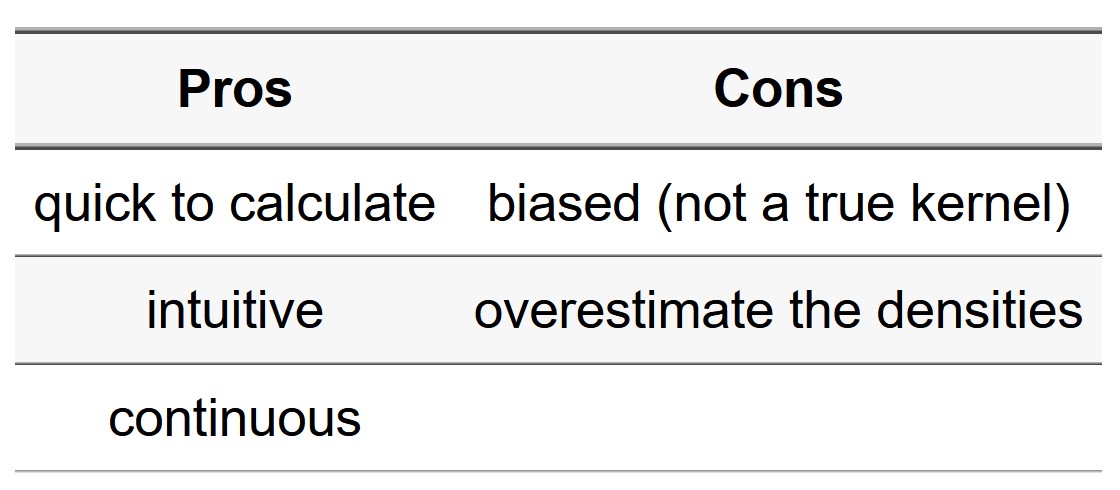 Pros Cons
quick to calculate biased (not a true kernel)
intuitive overestimate the densities
continuous